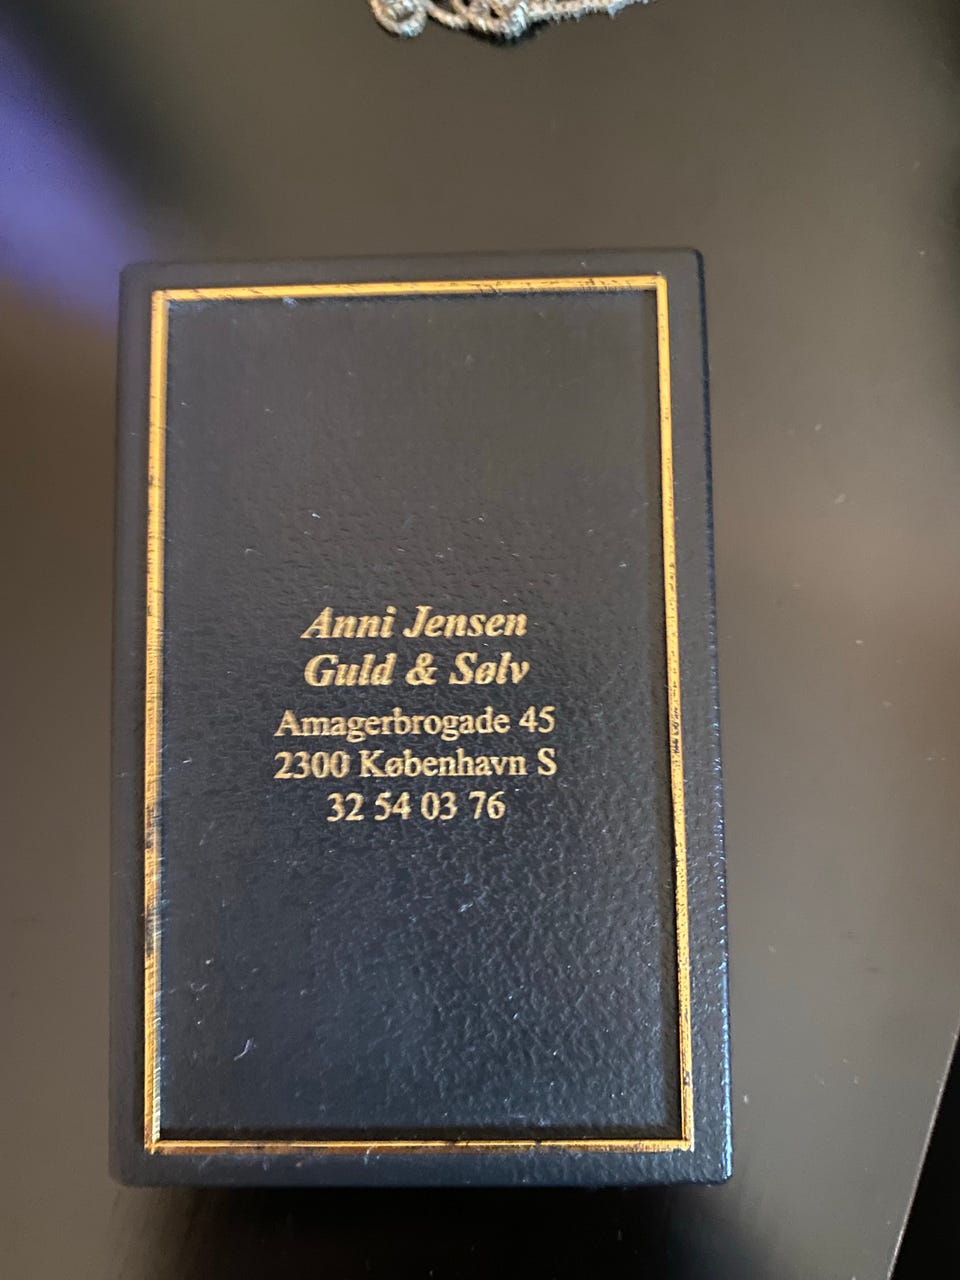 Anni Jensen
Guld & Sølv
Amagerbrogade 45
2300 København S
32 54 03 76